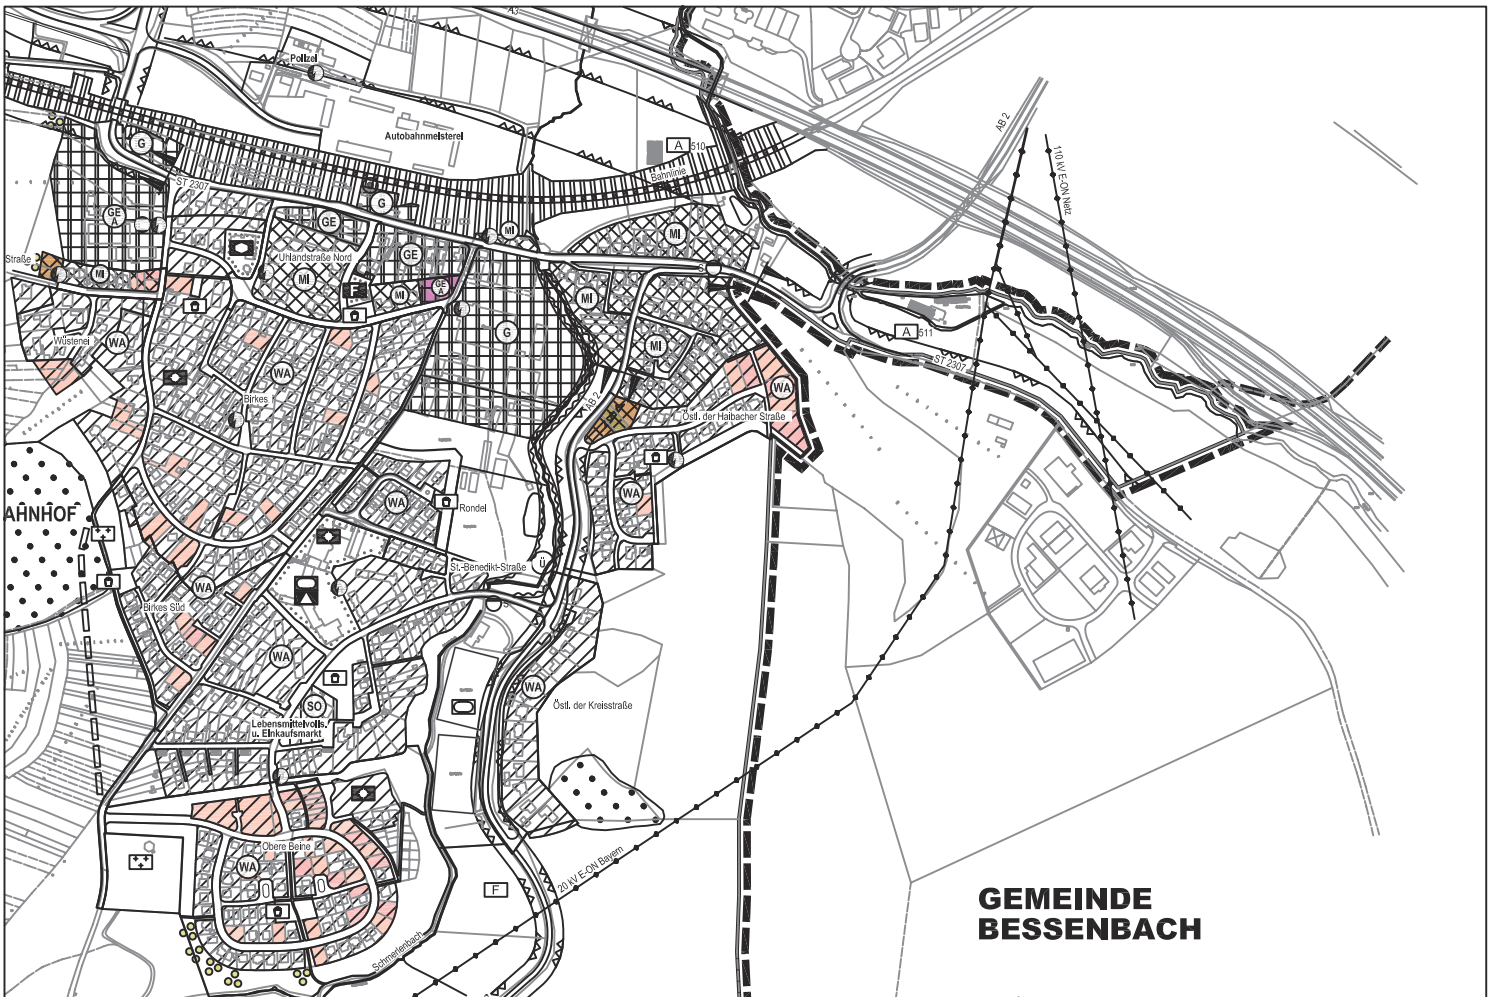 A3
Polizei
AB 2
Autobahnmeisterei
A 510
110 kV E-ON Netz
G
Bahnlinie
ST 2307
G
GE
A
GE
MI
MI
Straße
Uhlandstraße Nord
GE
MI
MI
MI
GE
A
MI
G
A 511
Wüstenei
WA
MI
ST 2307
WA
WA
Birkes
AB 2
Östl. der Haibacher Straße
WA
WA
Rondel
AHNHOF
St.-Benedikt-Straße
Ü
WA
Birkes Süd
WA
WA
SO
Östl. der Kreisstraße
Lebensmittelvolls.
u. Einkaufsmarkt
Obere Beine
WA
20 kV E-ON Bayern
F
GEMEINDE
BESSENBACH
Schmerlenbach